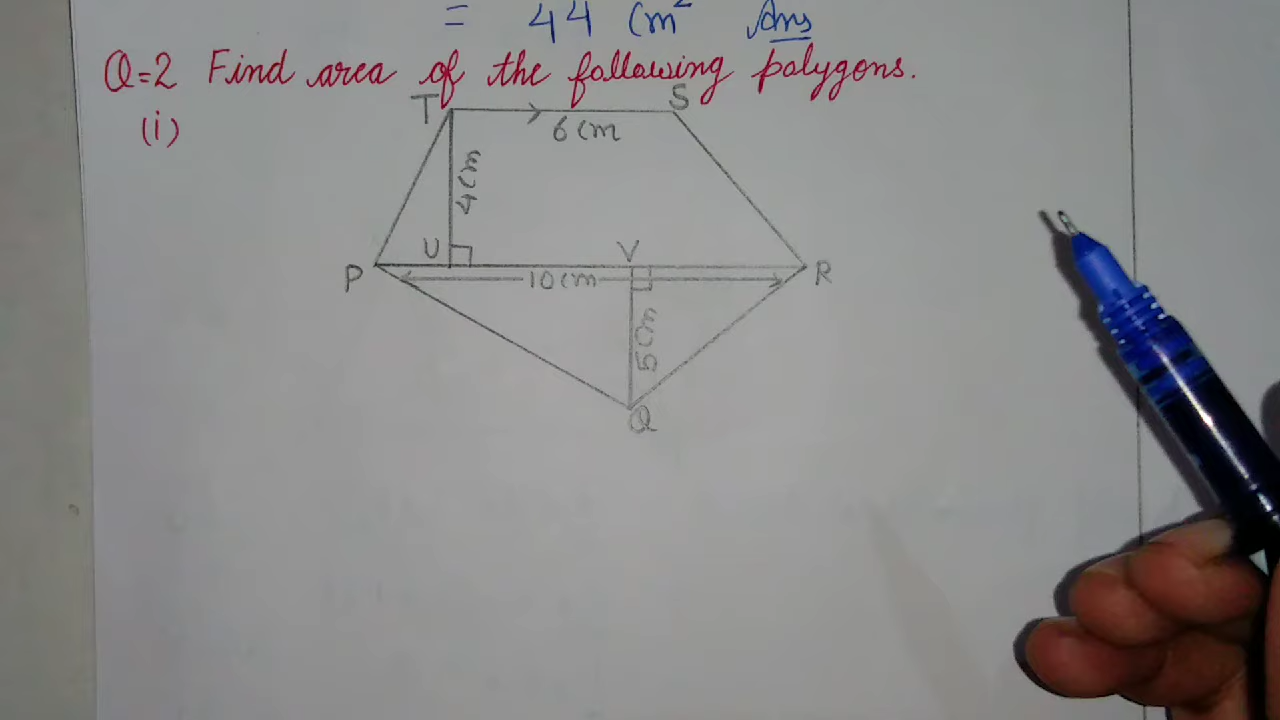 = 44 Cm² Ans
Q=2 Find area of the following polygons.
(i)
T S
6 Cm
4 Cm
U V
P 10 Cm R
5 Cm
Q